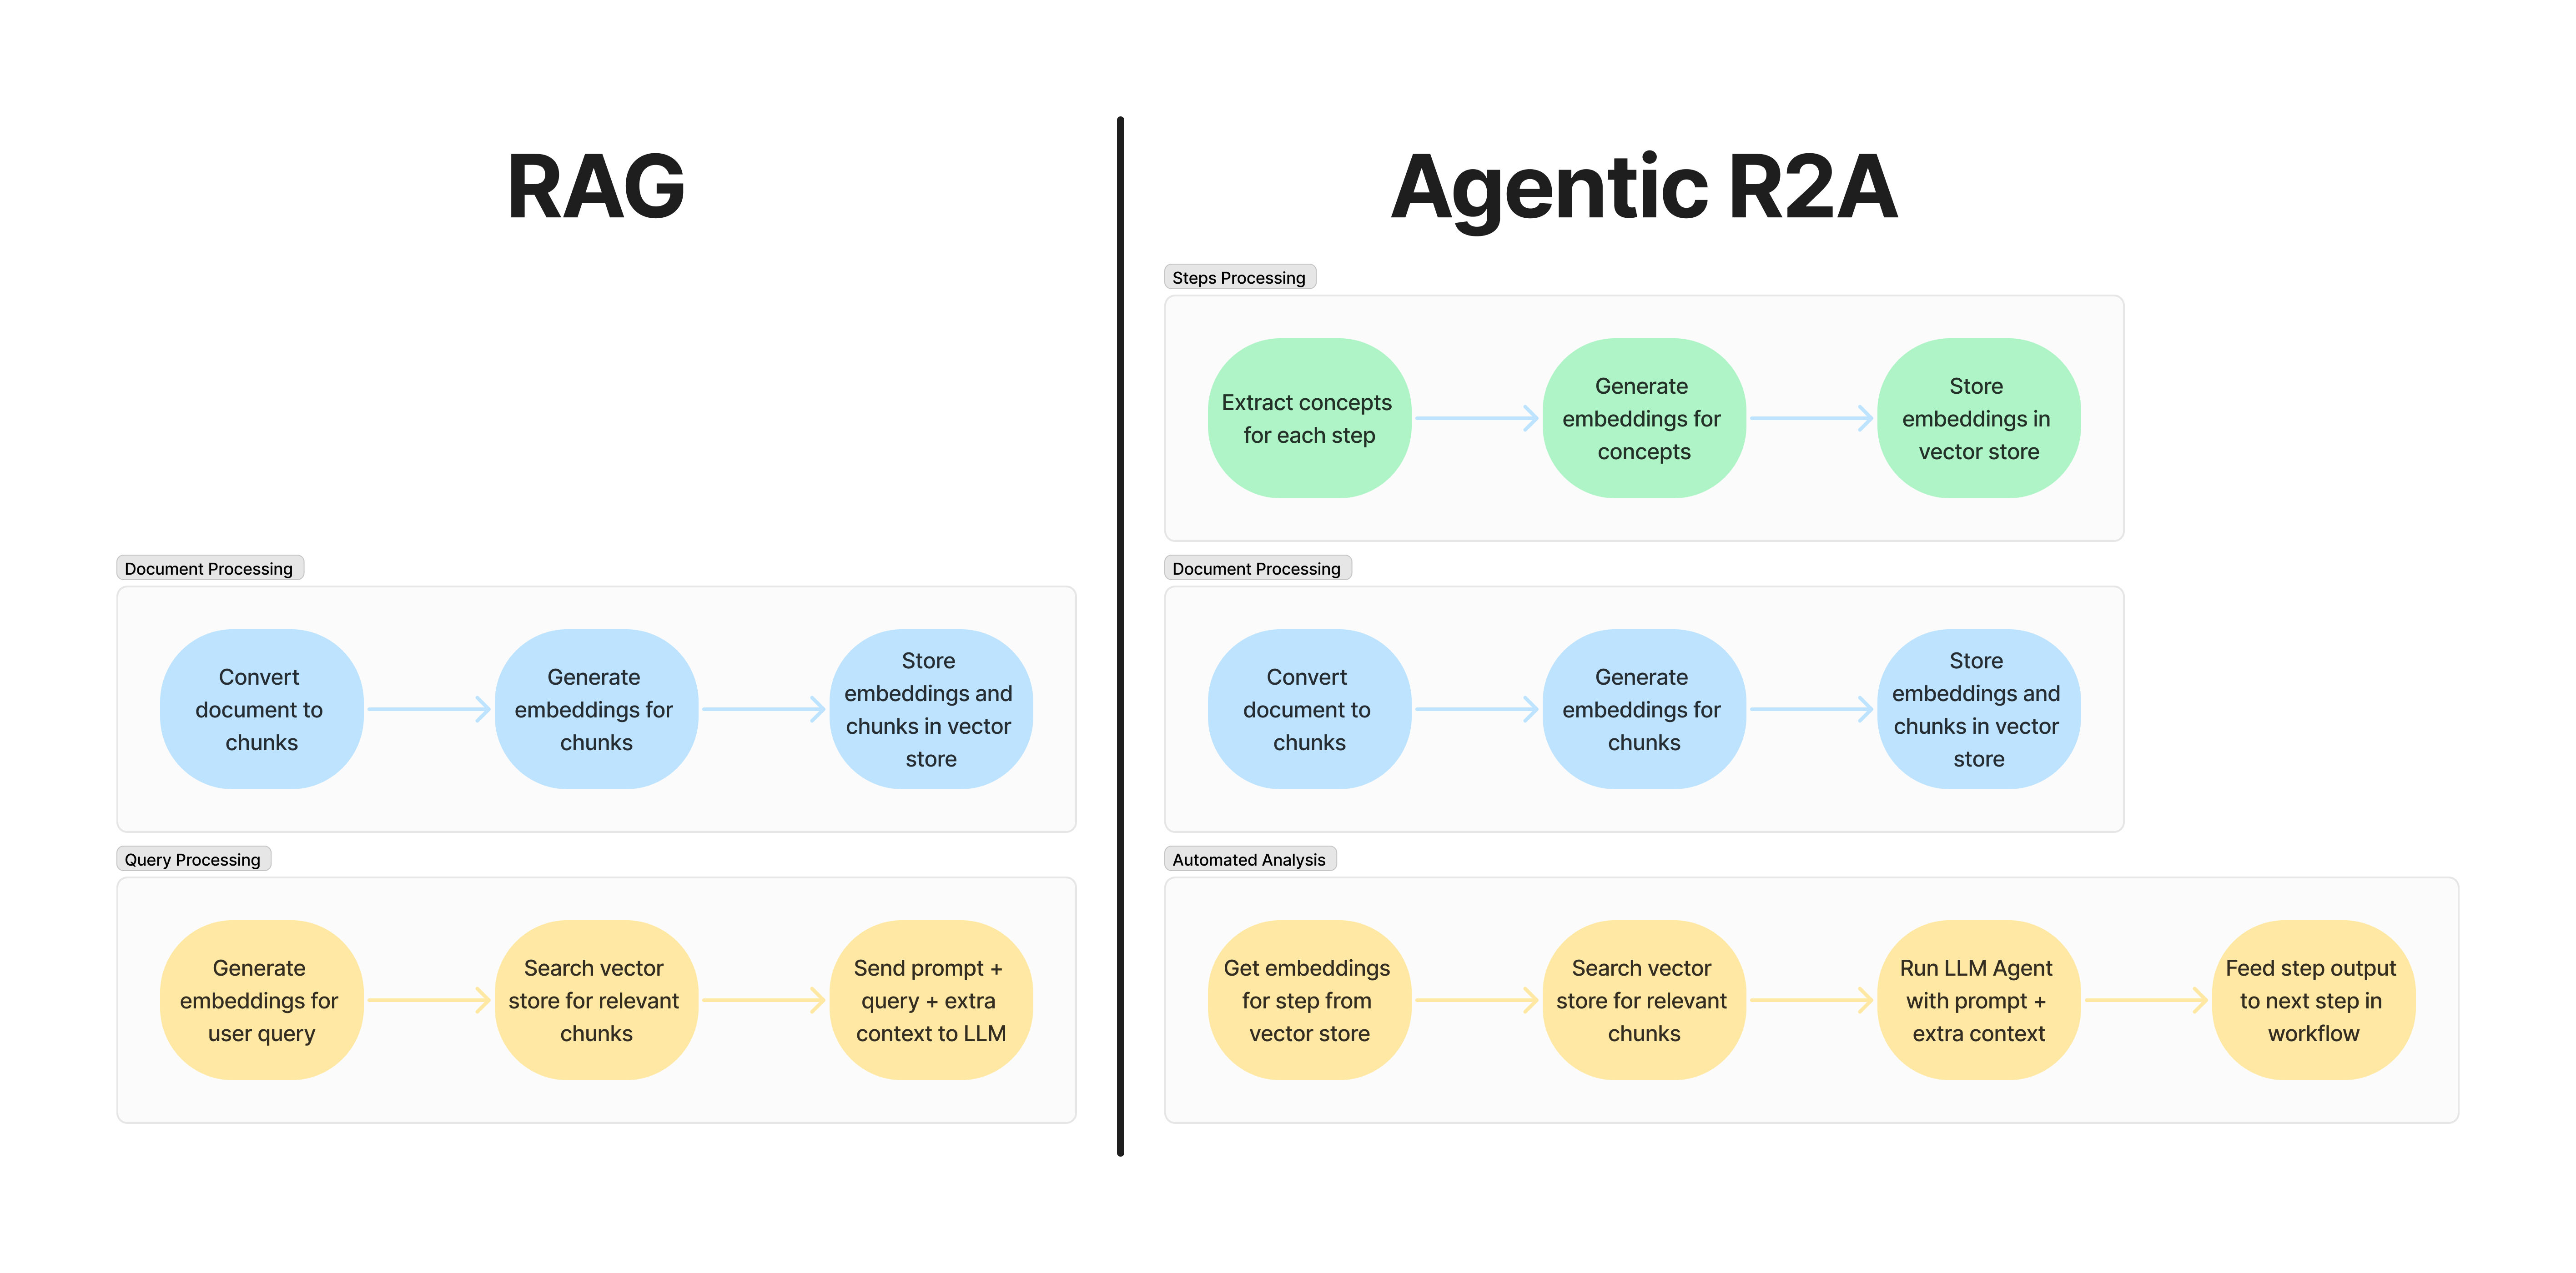 RAG
Document Processing
Convert
document to
chunks
Generate
embeddings for
chunks
Store
embeddings and
chunks in vector
store
Query Processing
Generate
embeddings for
user query
Search vector
store for relevant
chunks
Send prompt +
query + extra
context to LLM
Agentic R2A
Steps Processing
Extract concepts
for each step
Generate
embeddings for
concepts
Store
embeddings in
vector store
Document Processing
Convert
document to
chunks
Generate
embeddings for
chunks
Store
embeddings and
chunks in vector
store
Automated Analysis
Get embeddings
for step from
vector store
Search vector
store for relevant
chunks
Run LLM Agent
with prompt +
extra context
Feed step output
to next step in
workflow